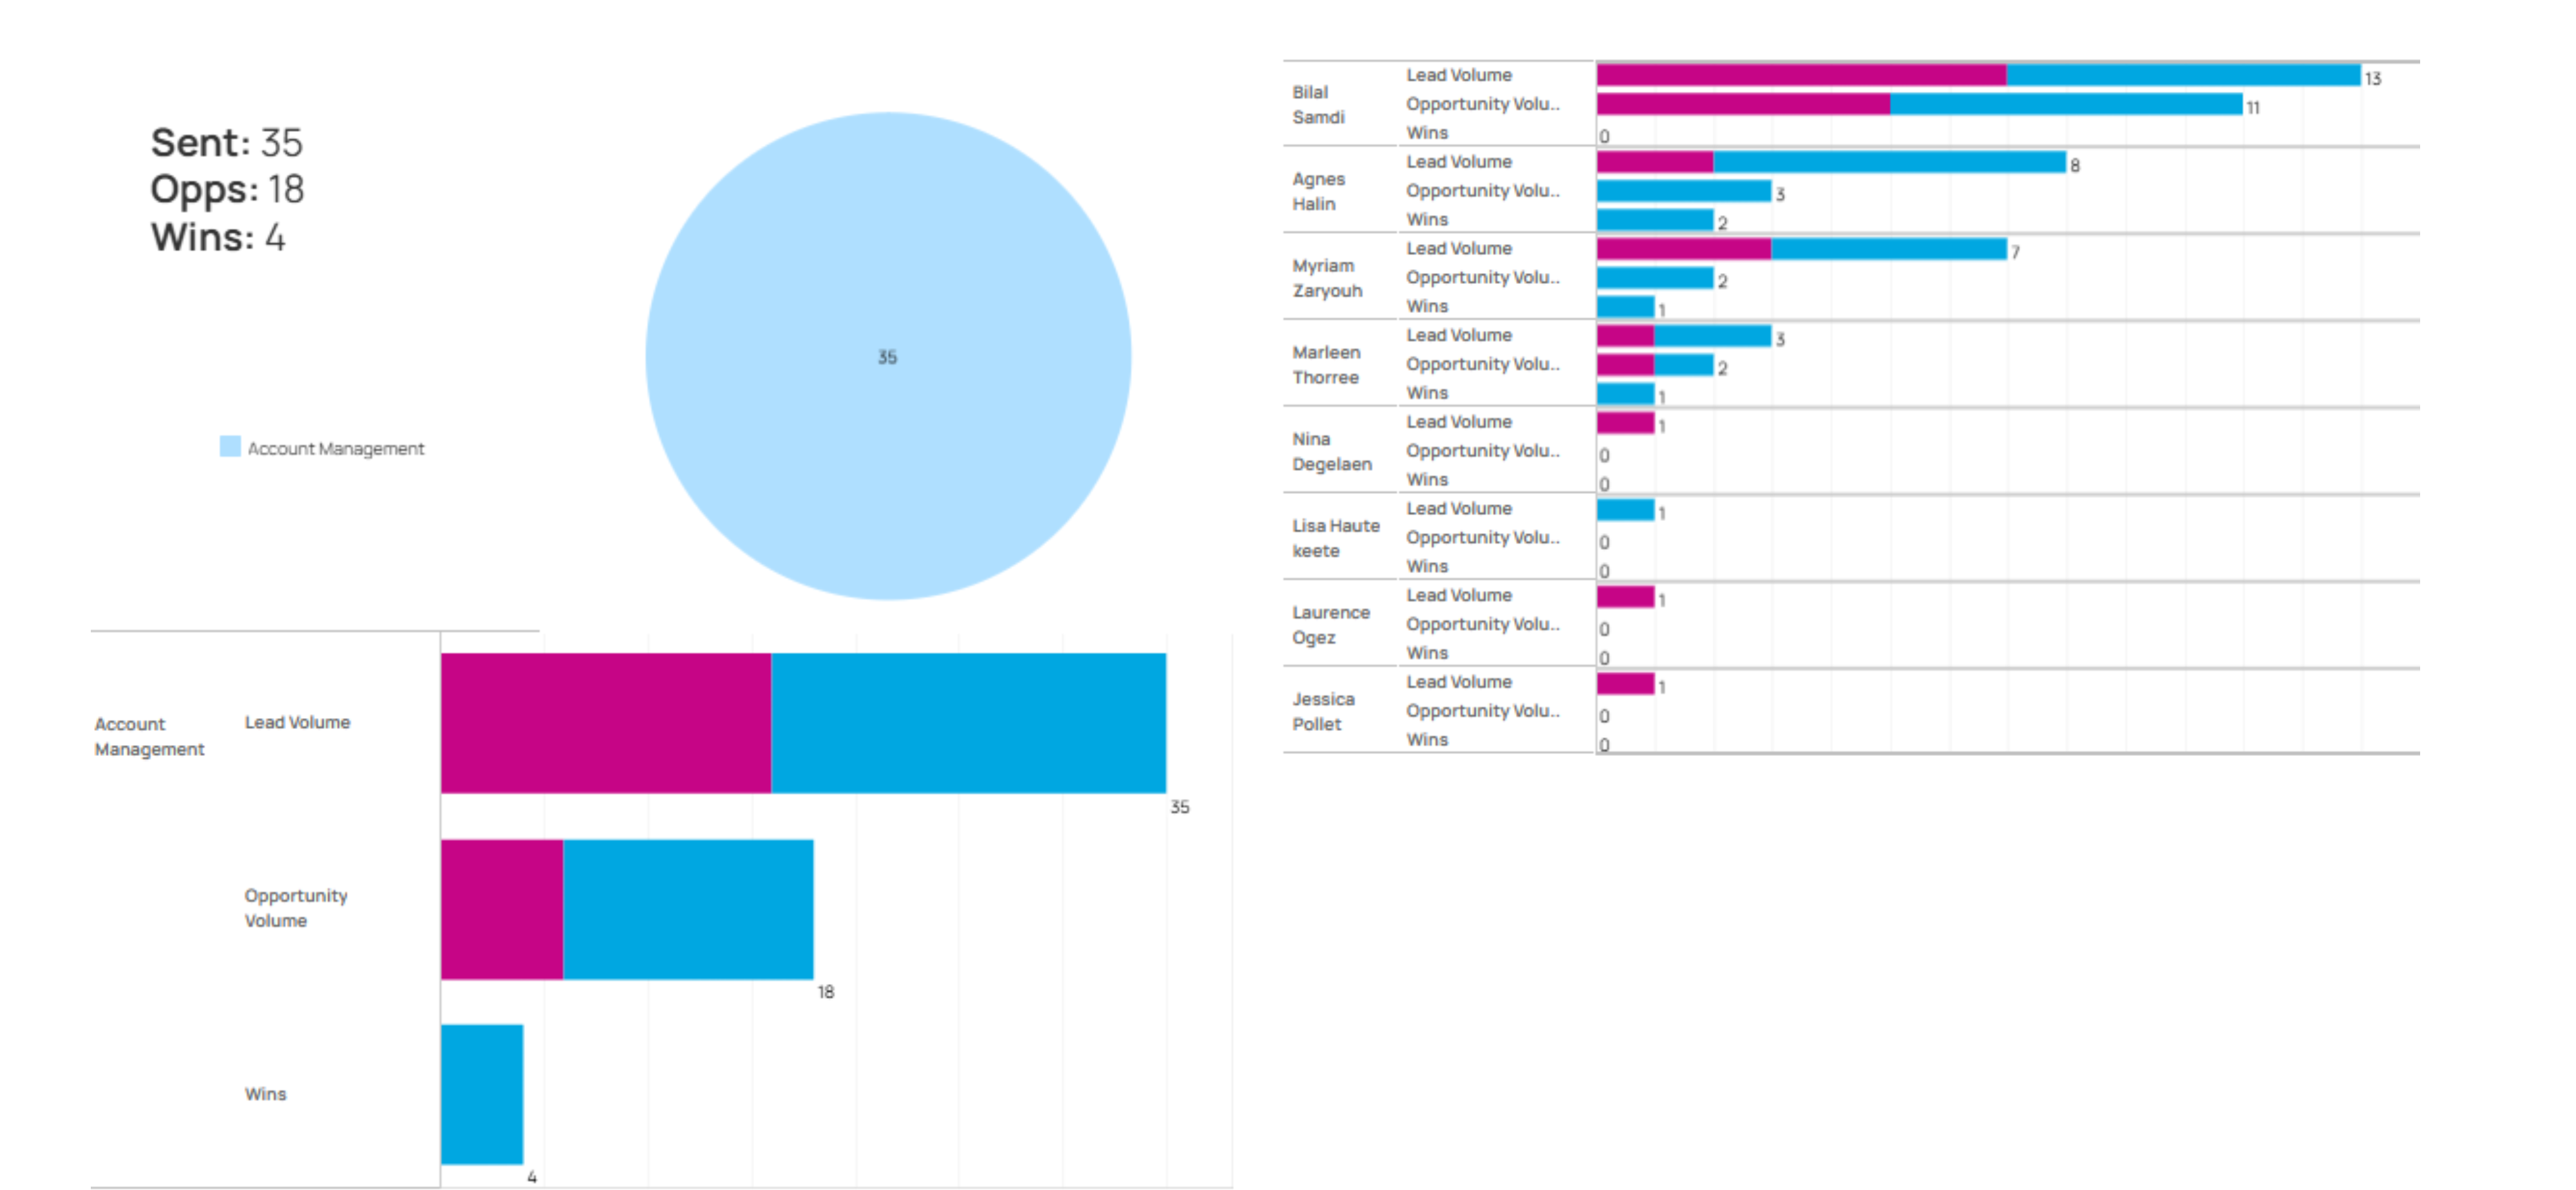 Sent: 35
Opps: 18
Wins: 4
35
Account Management
Account
Management
Lead Volume
35
Opportunity
Volume
18
Wins
4
Bilal
Samdi
Lead Volume
13
Opportunity Volu..
11
Wins
0
Agnes
Halin
Lead Volume
8
Opportunity Volu..
3
Wins
2
Myriam
Zaryouh
Lead Volume
7
Opportunity Volu..
2
Wins
1
Marleen
Thorree
Lead Volume
3
Opportunity Volu..
2
Wins
1
Nina
Degelaen
Lead Volume
1
Opportunity Volu..
0
Wins
0
Lisa Haute
keete
Lead Volume
1
Opportunity Volu..
0
Wins
0
Laurence
Ogez
Lead Volume
1
Opportunity Volu..
0
Wins
0
Jessica
Pollet
Lead Volume
1
Opportunity Volu..
0
Wins
0